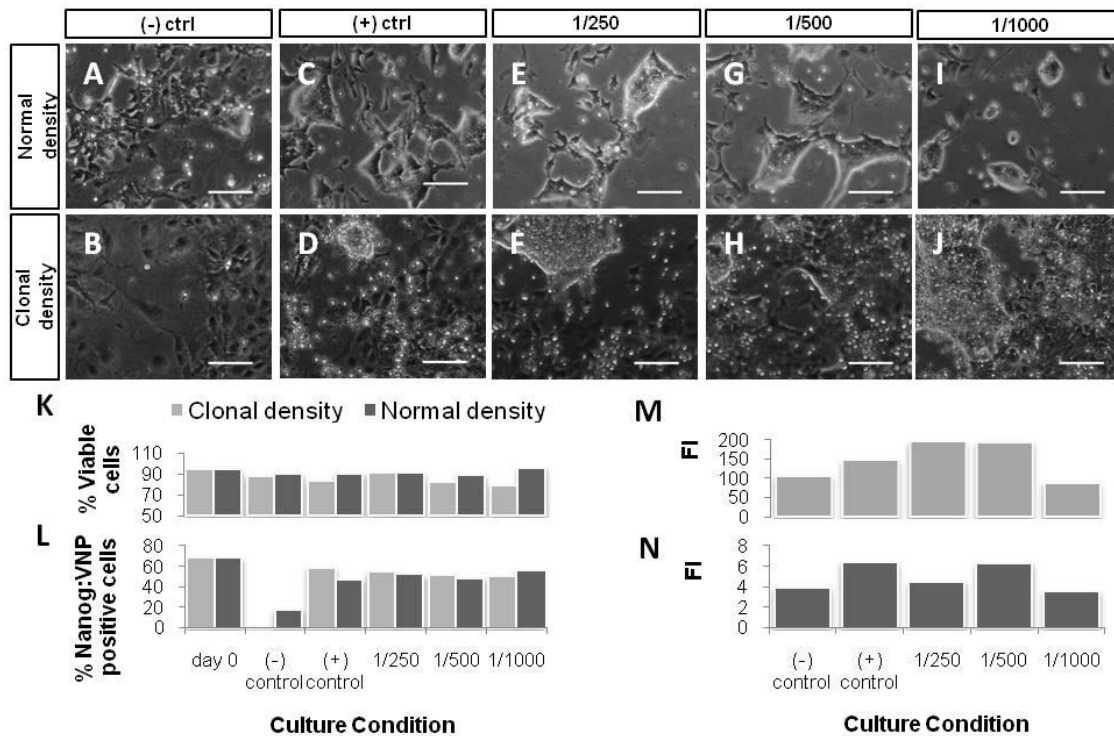 (-) ctrl
(+) ctrl
1/250
1/500
1/1000
Normal
density
A
C
E
G
I
Clonal
density
B
D
F
H
J
K
Clonal density
Normal density
% Viable
cells
110
90
70
50
L
% Nanog:VNP
positive cells
80
60
40
20
0
day 0
(-)
control
(+)
control
1/250
1/500
1/1000
Culture Condition
M
FI
200
150
100
50
0
N
FI
8
6
4
2
0
(-)
control
(+)
control
1/250
1/500
1/1000
Culture Condition